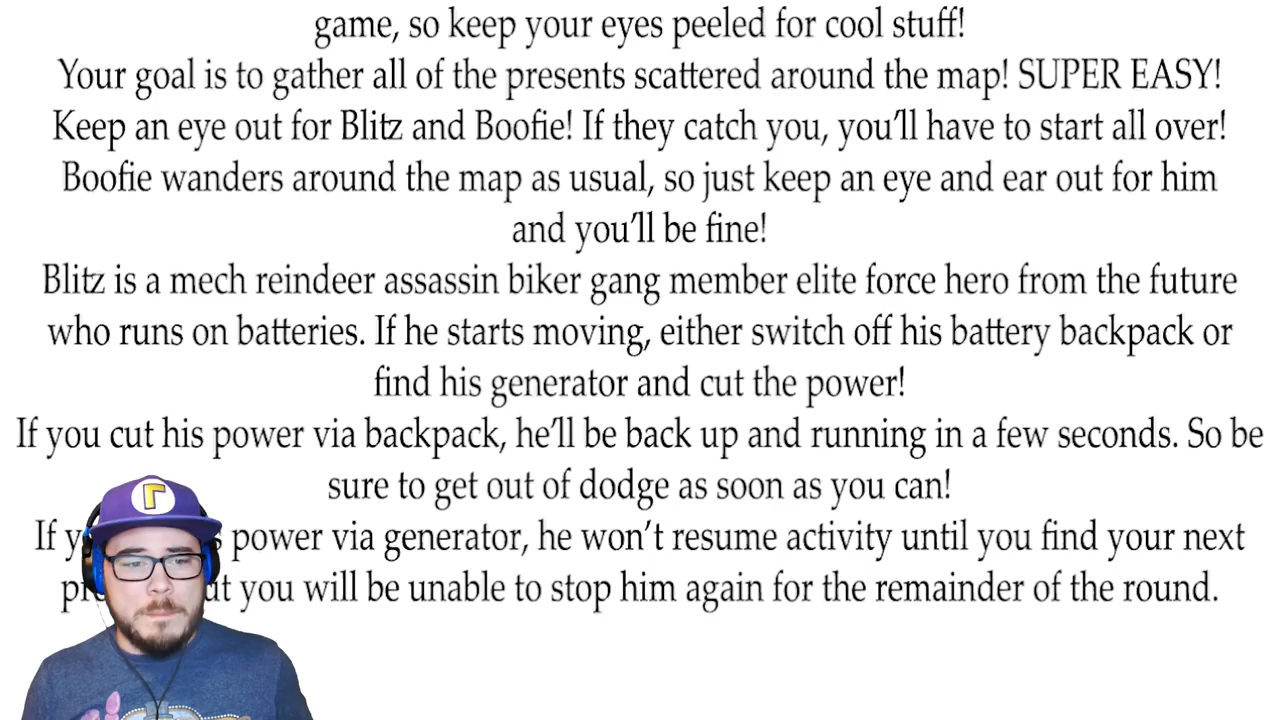 game, so keep your eyes peeled for cool stuff!
Your goal is to gather all of the presents scattered around the map! SUPER EASY!
Keep an eye out for Blitz and Boofie! If they catch you, you'll have to start all over!
Boofie wanders around the map as usual, so just keep an eye and ear out for him
and you'll be fine!
Blitz is a mech reindeer assassin biker gang member elite force hero from the future
who runs on batteries. If he starts moving, either switch off his battery backpack or
find his generator and cut the power!
If you cut his power via backpack, he'll be back up and running in a few seconds. So be
sure to get out of dodge as soon as you can!
If power via generator, he won't resume activity until you find your next
you will be unable to stop him again for the remainder of the round.